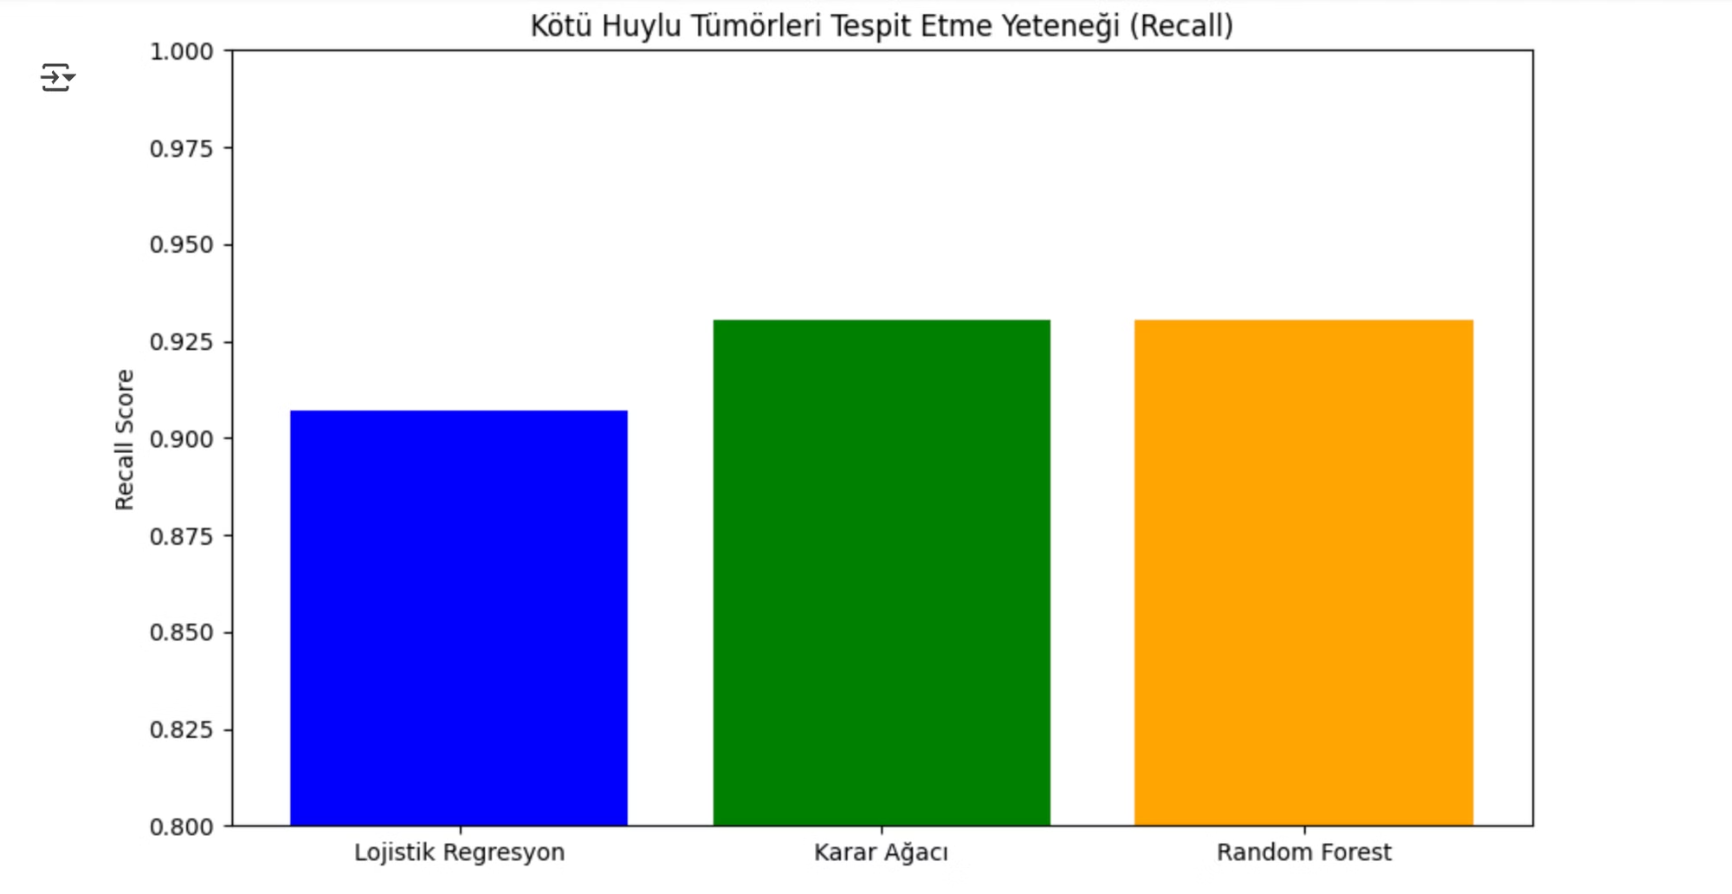 Kötü Huylu Tümörleri Tespit Etme Yeteneği (Recall)
1.000
0.975
0.950
0.925
0.900
0.875
0.850
0.825
0.800
Recall Score
Lojistik Regresyon
Karar Ağacı
Random Forest